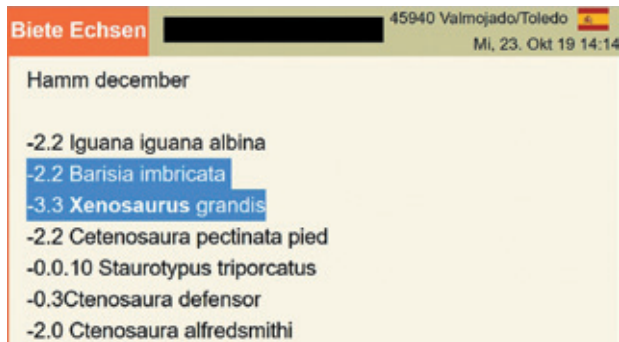 Biete Echsen
45940 Valmojado/Toledo
Mi, 23. Okt 19 14:14
Hamm december
-2.2 Iguana iguana albina
-2.2 Barisia imbricata
-3.3 Xenosaurus grandis
-2.2 Cetenosaura pectinata pied
-0.0.10 Staurotypus triporcatus
-0.3Ctenosaura defensor
-2.0 Ctenosaura alfredsmithi